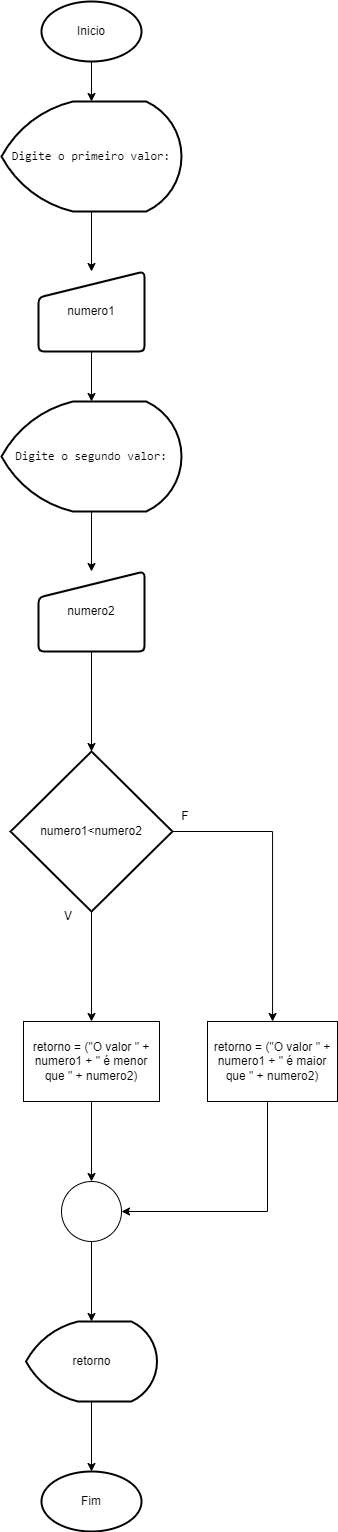 Inicio
Digite o primeiro valor:
numero1
Digite o segundo valor:
numero2
numero1<numero2
F
V
retorno = ("O valor " +
numero1 + " é menor
que " + numero2)
retorno = ("O valor " +
numero1 + " é maior
que " + numero2)
retorno
Fim